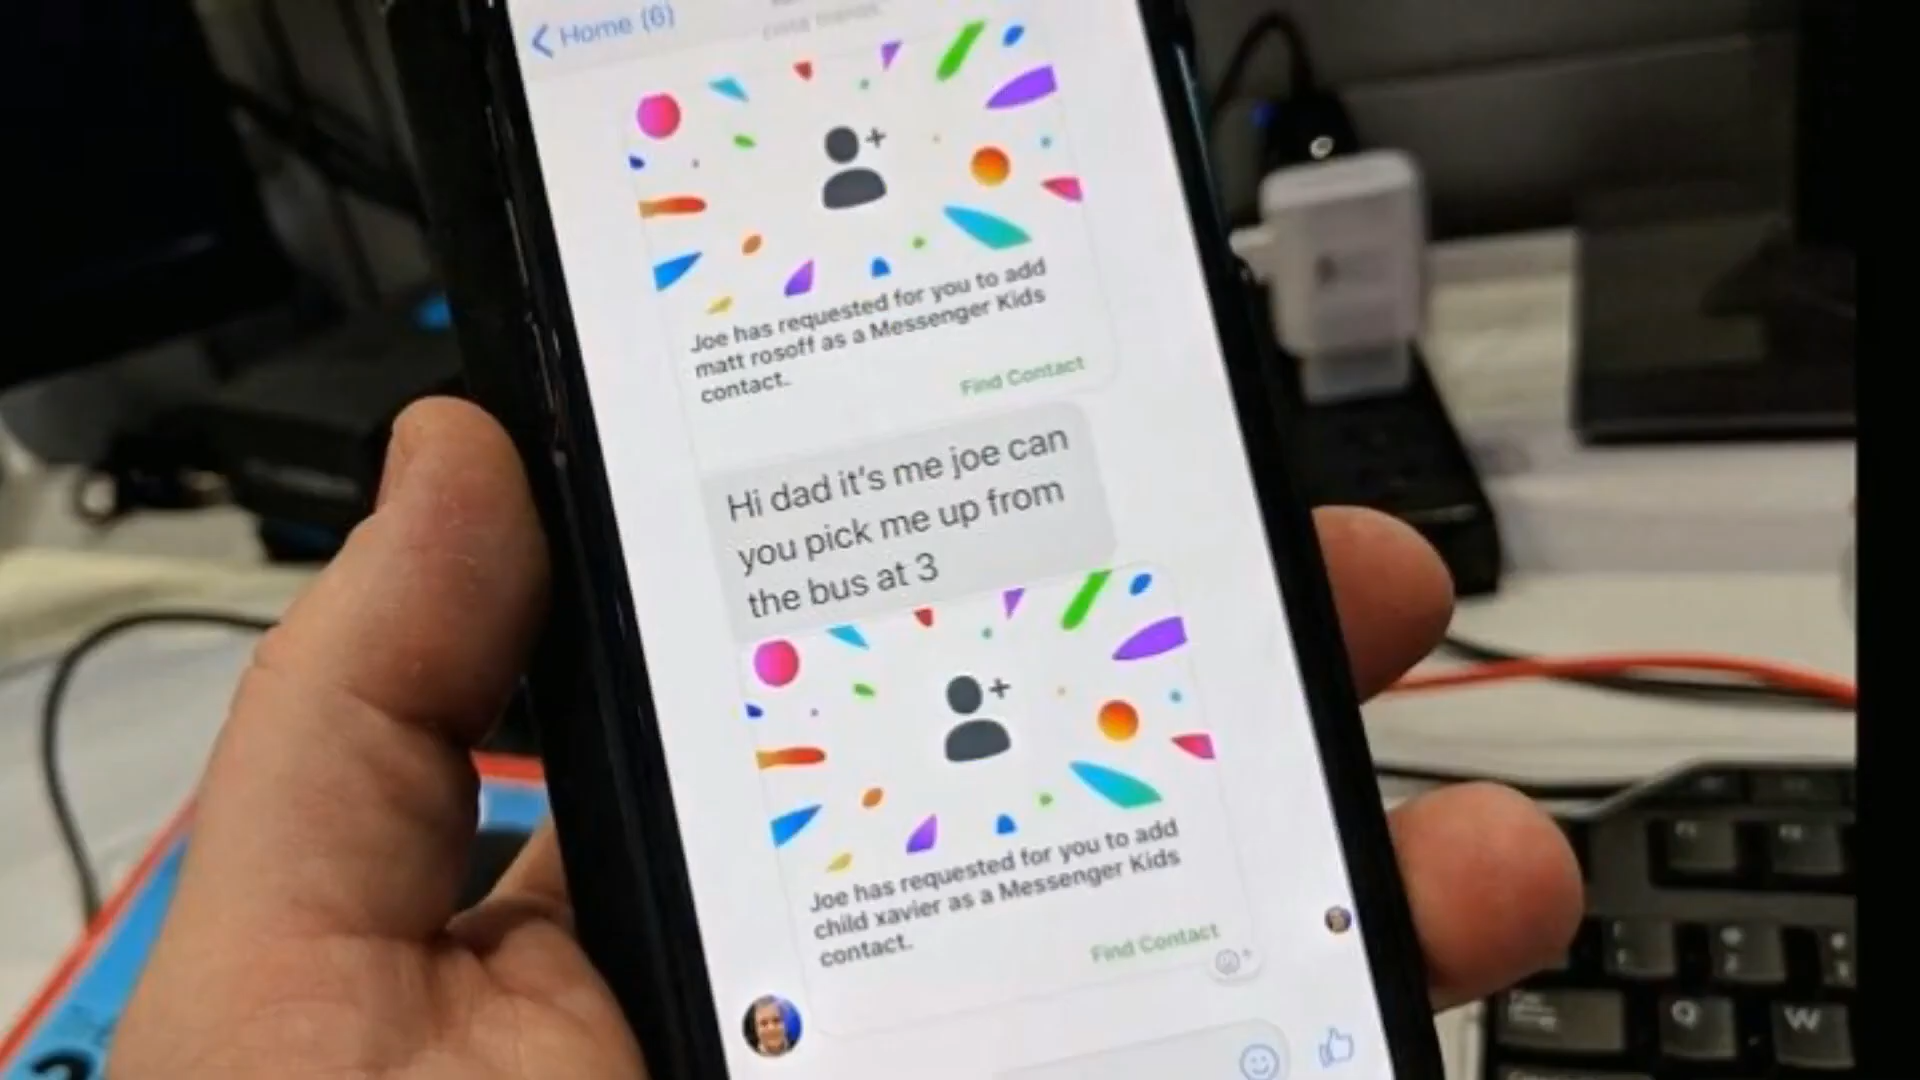 Home (6)
Joe has requested for you to add
matt rosoff as a Messenger Kids
contact.
Find Contact
Hi dad it's me joe can
you pick me up from
the bus at 3
Joe has requested for you to add
child xavier as a Messenger Kids
contact.
Find Contact
Q
W
2